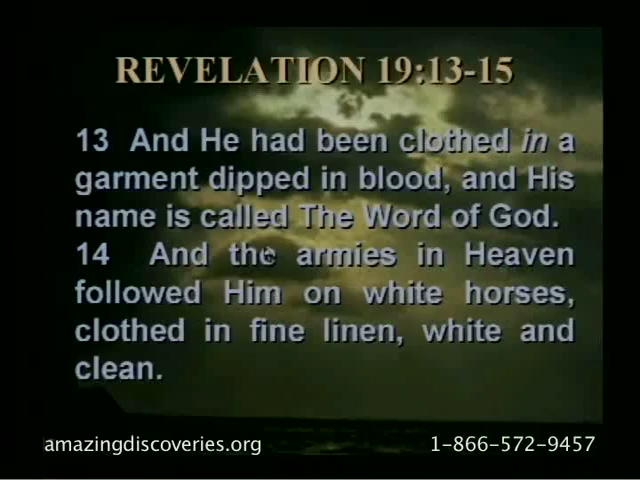 REVELATION 19:13-15
13 And He had been clothed in a
garment dipped in blood, and His
name is called The Word of God.
14 And the armies in Heaven
followed Him on white horses,
clothed in fine linen, white and
clean.
amazingdiscoveries.org 1-866-572-9457